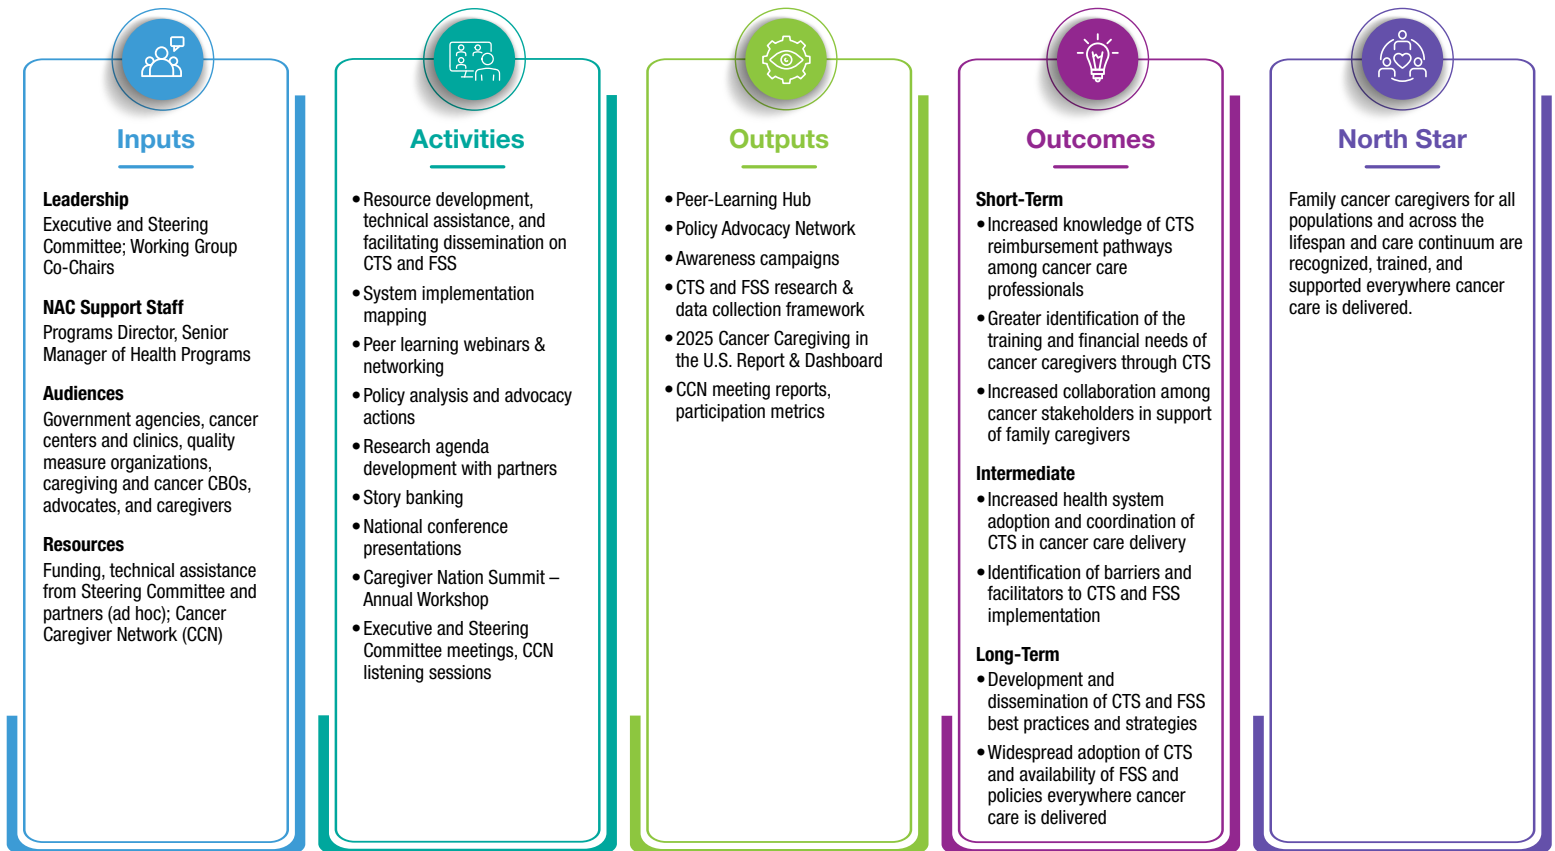 Inputs
Leadership
Executive and Steering
Committee; Working Group
Co-Chairs
NAC Support Staff
Programs Director, Senior
Manager of Health Programs
Audiences
Government agencies, cancer
centers and clinics, quality
measure organizations,
caregiving and cancer CBOs,
advocates, and caregivers
Resources
Funding, technical assistance
from Steering Committee and
partners (ad hoc); Cancer
Caregiver Network (CCN)
Activities
• Resource development,
technical assistance, and
facilitating dissemination on
CTS and FSS
• System implementation
mapping
• Peer learning webinars &
networking
• Policy analysis and advocacy
actions
• Research agenda
development with partners
• Story banking
• National conference
presentations
• Caregiver Nation Summit –
Annual Workshop
• Executive and Steering
Committee meetings, CCN
listening sessions
Outputs
• Peer-Learning Hub
• Policy Advocacy Network
• Awareness campaigns
• CTS and FSS research &
data collection framework
• 2025 Cancer Caregiving in
the U.S. Report & Dashboard
• CCN meeting reports,
participation metrics
Outcomes
Short-Term
• Increased knowledge of CTS
reimbursement pathways
among cancer care
professionals
• Greater identification of the
training and financial needs of
cancer caregivers through CTS
• Increased collaboration among
cancer stakeholders in support
of family caregivers
Intermediate
• Increased health system
adoption and coordination of
CTS in cancer care delivery
• Identification of barriers and
facilitators to CTS and FSS
implementation
Long-Term
• Development and
dissemination of CTS and FSS
best practices and strategies
• Widespread adoption of CTS
and availability of FSS and
policies everywhere cancer
care is delivered
North Star
Family cancer caregivers for all
populations and across the
lifespan and care continuum are
recognized, trained, and
supported everywhere cancer
care is delivered.